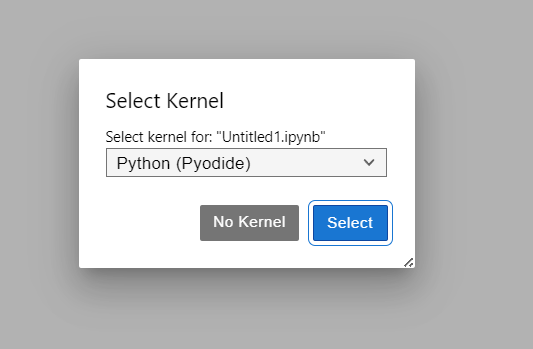 Select Kernel
Select kernel for: "Untitled1.ipynb"
Python (Pyodide)
No Kernel
Select